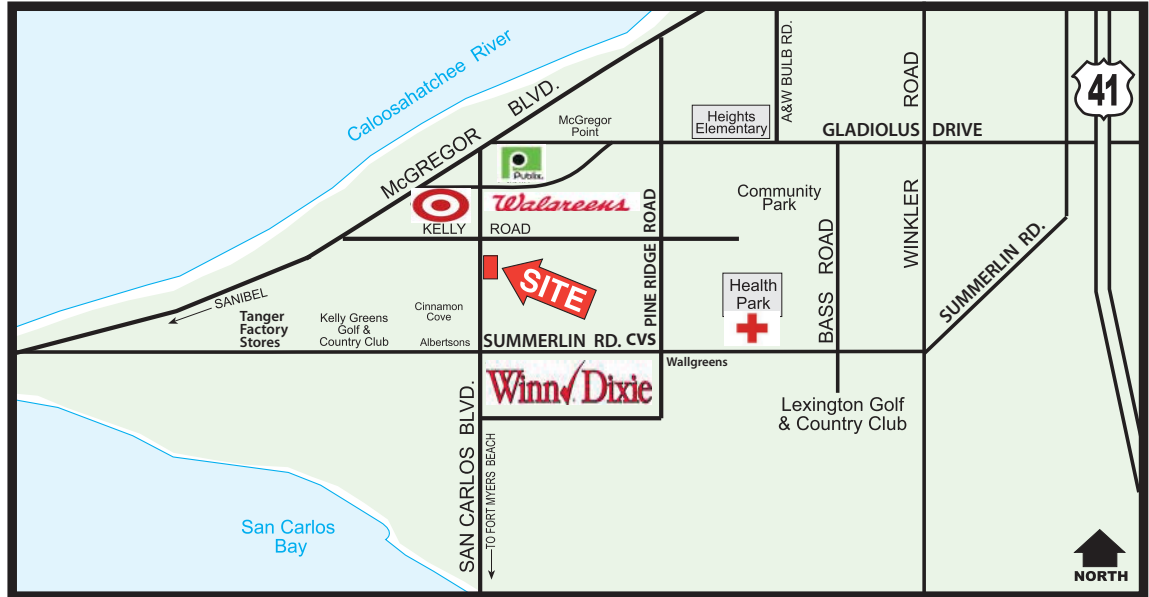 Caloosahatchee River
McGREGOR BLVD.
McGregor
Point
Heights
Elementary
A&W BULB RD.
WINKLER ROAD
41
GLADIOLUS DRIVE
Publix.
Walgreens
KELLY ROAD
PINE RIDGE ROAD
Community
Park
BASS ROAD
SUMMERLIN RD.
SITE
Health
Park
SANIBEL
Tanger
Factory
Stores
Kelly Greens
Golf &
Country Club
Cinnamon
Cove
Albertsons
SUMMERLIN RD.
CVS
Wallgreens
Winn Dixie
Lexington Golf
& Country Club
SAN CARLOS BLVD.
TO FORT MYERS BEACH
San Carlos
Bay
NORTH